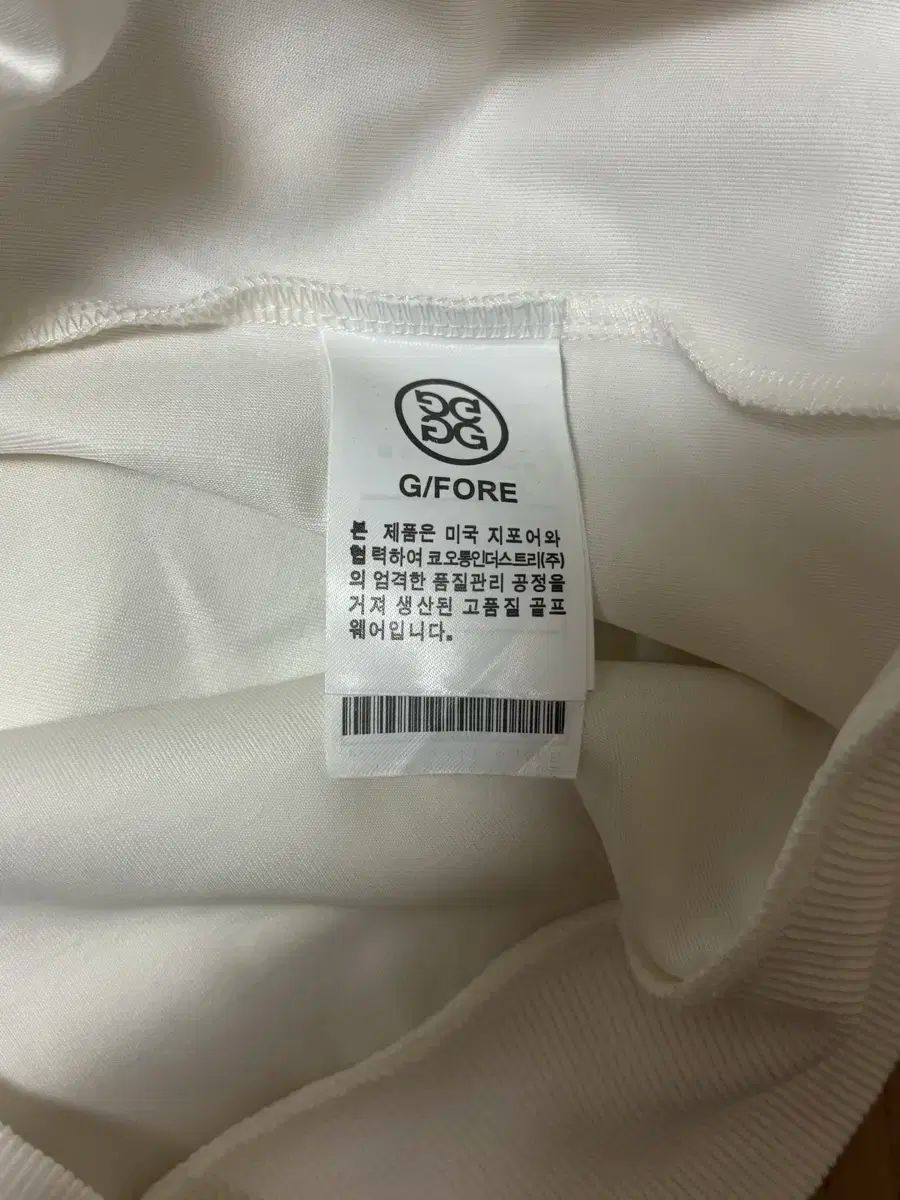 G/FORE
본 제품은 미국 지포어와
협력하여 코오롱인더스트리(주)
의 엄격한 품질관리 공정을
거쳐 생산된 고품질 골프
웨어입니다.